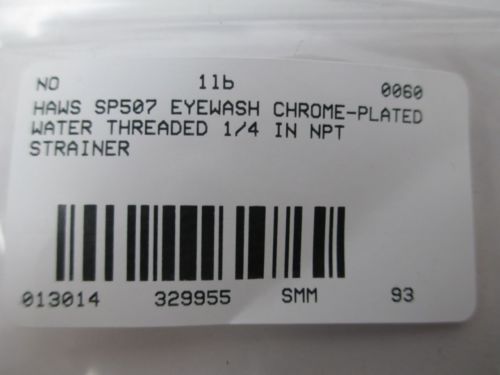 NO 1lb 0060
HAWS SP507 EYEWASH CHROME-PLATED
WATER THREADED 1/4 IN NPT
STRAINER
013014 329955 SMM 93